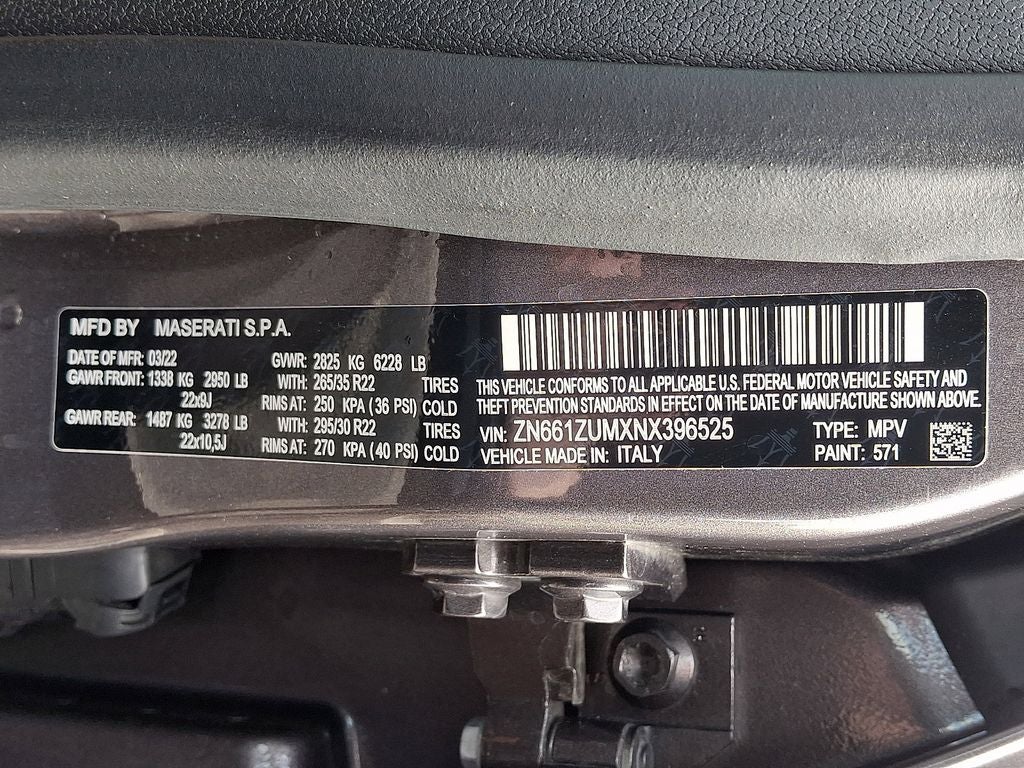 MFD BY MASERATI S.P.A.
DATE OF MFR: 03/22 GVWR: 2825 KG 6228 LB
GAWR FRONT: 1338 KG 2950 LB WITH: 265/35 R22 TIRES
22x9J RIMS AT: 250 KPA (36 PSI) COLD
GAWR REAR: 1487 KG 3278 LB WITH: 295/30 R22 TIRES
22x10,5J RIMS AT: 270 KPA (40 PSI) COLD
THIS VEHICLE CONFORMS TO ALL APPLICABLE U.S. FEDERAL MOTOR VEHICLE SAFETY AND
THEFT PREVENTION STANDARDS IN EFFECT ON THE DATE OF MANUFACTURE SHOWN ABOVE.
VIN: ZN661ZUMXNX396525 TYPE: MPV
VEHICLE MADE IN: ITALY PAINT: 571